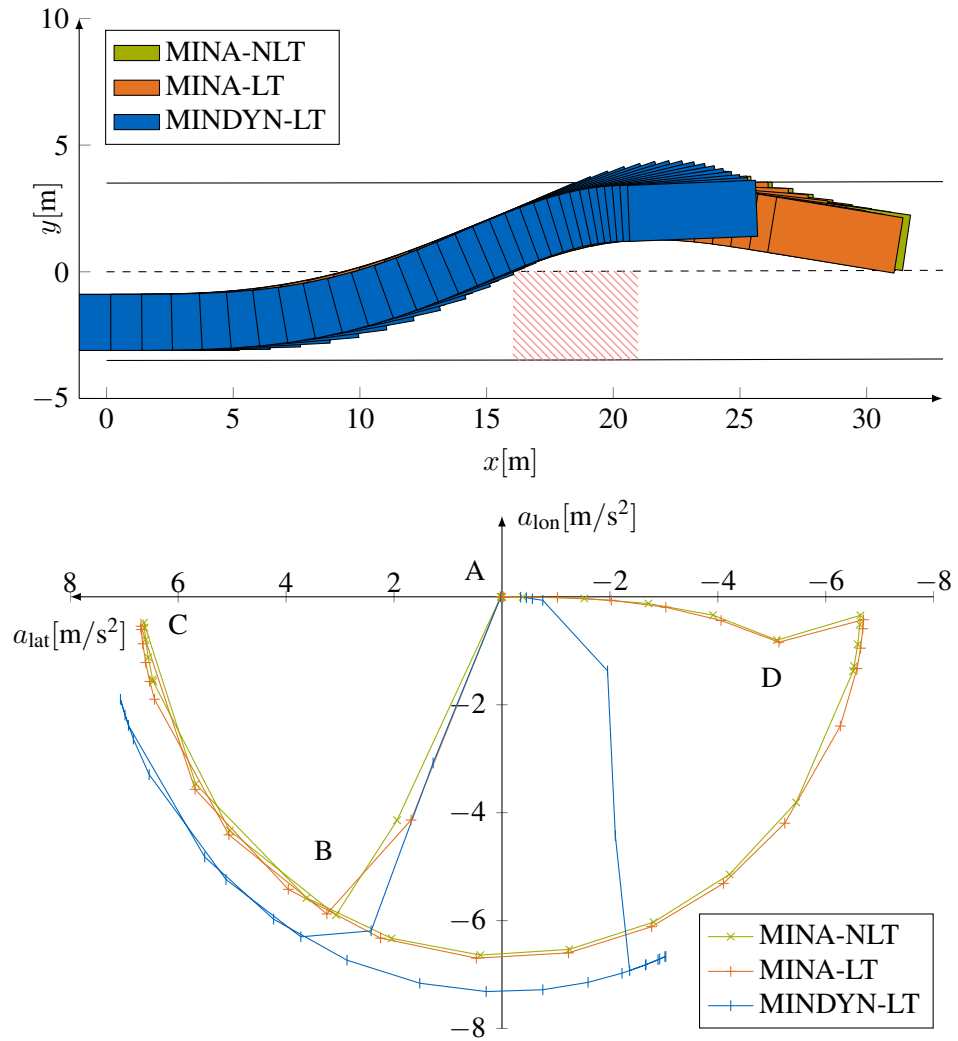 10
MINA-NLT
MINA-LT
MINDYN-LT
5
y[m]
0
−5
0 5 10 15 20 25 30
x[m]
a_lon[m/s²]
A
8 6 4 2 −2 −4 −6 −8
a_lat[m/s²]
C
D
−2
−4
B
−6
MINA-NLT
MINA-LT
MINDYN-LT
−8